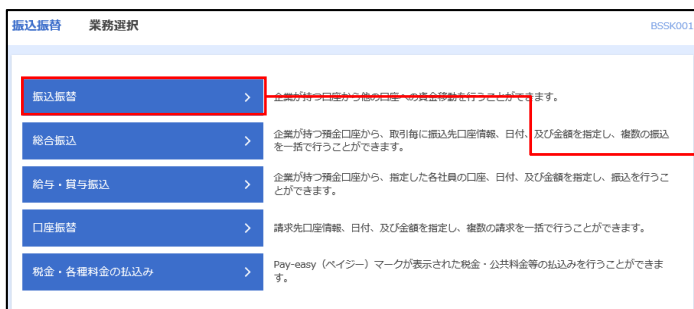 振込振替 業務選択 BSSK001
振込振替
企業が持つ口座から他の口座への資金移動を行うことができます。
総合振込
企業が持つ預金口座から、取引毎に振込先口座情報、日付、及び金額を指定し、複数の振込
を一括で行うことができます。
給与・賞与振込
企業が持つ預金口座から、指定した各社員の口座、日付、及び金額を指定し、振込を行うこ
とができます。
口座振替
請求先口座情報、日付、及び金額を指定し、複数の請求を一括で行うことができます。
税金・各種料金の払込み
Pay-easy（ペイジー）マークが表示された税金・公共料金等の払込みを行うことができま
す。